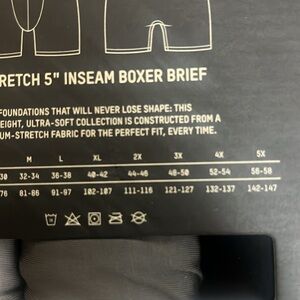 RETCH 5" INSEAM BOXER BRIEF
FOUNDATIONS THAT WILL NEVER LOSE SHAPE: THIS
EIGHT, ULTRA-SOFT COLLECTION IS CONSTRUCTED FROM A
UM-STRETCH FABRIC FOR THE PERFECT FIT, EVERY TIME.
M L XL 2X 3X 4X 5X
30 32-34 36-38 40-42 44-46 48-50 52-54 56-58
76 81-86 91-97 102-107 111-116 121-127 132-137 142-147